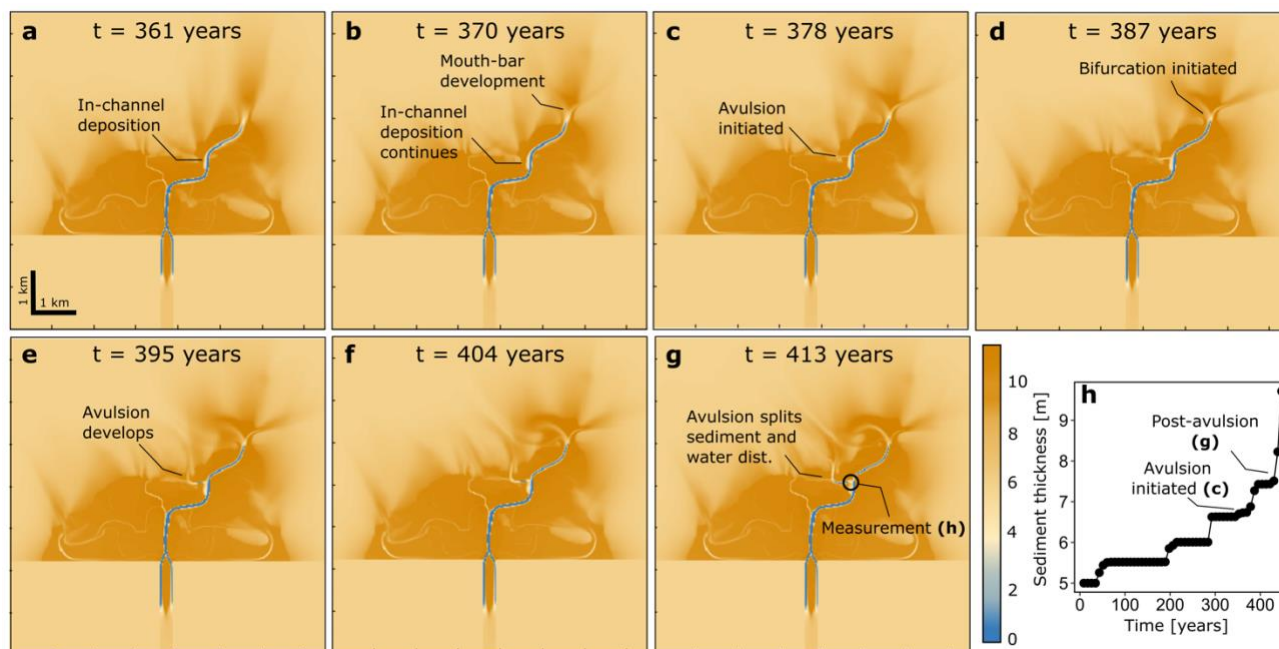 a
t = 361 years
In-channel
deposition
1 km
1 km
b
t = 370 years
Mouth-bar
development
In-channel
deposition
continues
c
t = 378 years
Avulsion
initiated
d
t = 387 years
Bifurcation initiated
e
t = 395 years
Avulsion
develops
f
t = 404 years
g
t = 413 years
Avulsion splits
sediment and
water dist.
Measurement (h)
10
8
6
4
2
0
Sediment thickness [m]
h
9
8
7
6
5
Post-avulsion
(g)
Avulsion
initiated (c)
0 100 200 300 400
Time [years]